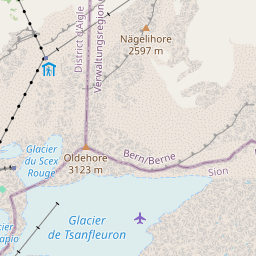 Nägelihore
2597 m
District d'Aigle
Verwaltungsregion
Glacier
du Scex
Rouge
Oldehore
3123 m
Bern/Berne
Sion
Glacier
de Tsanfleuron